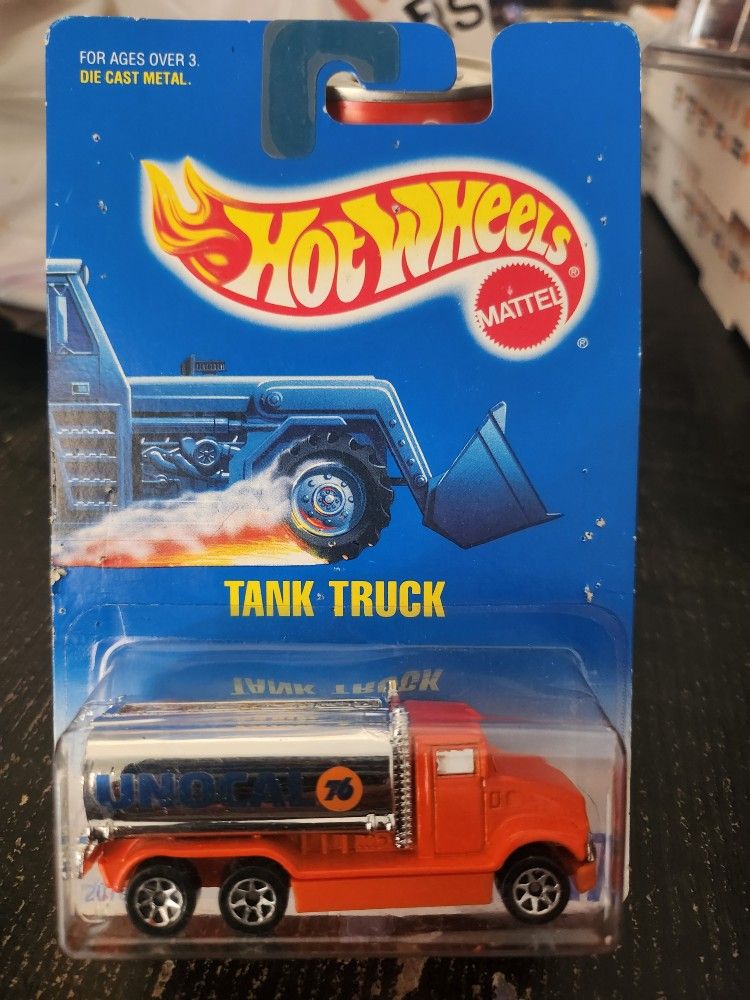 FOR AGES OVER 3.
DIE CAST METAL.
HOT WHEELS ®
MATTEL
®
TANK TRUCK
TANK TRUCK
UNOCAL 76